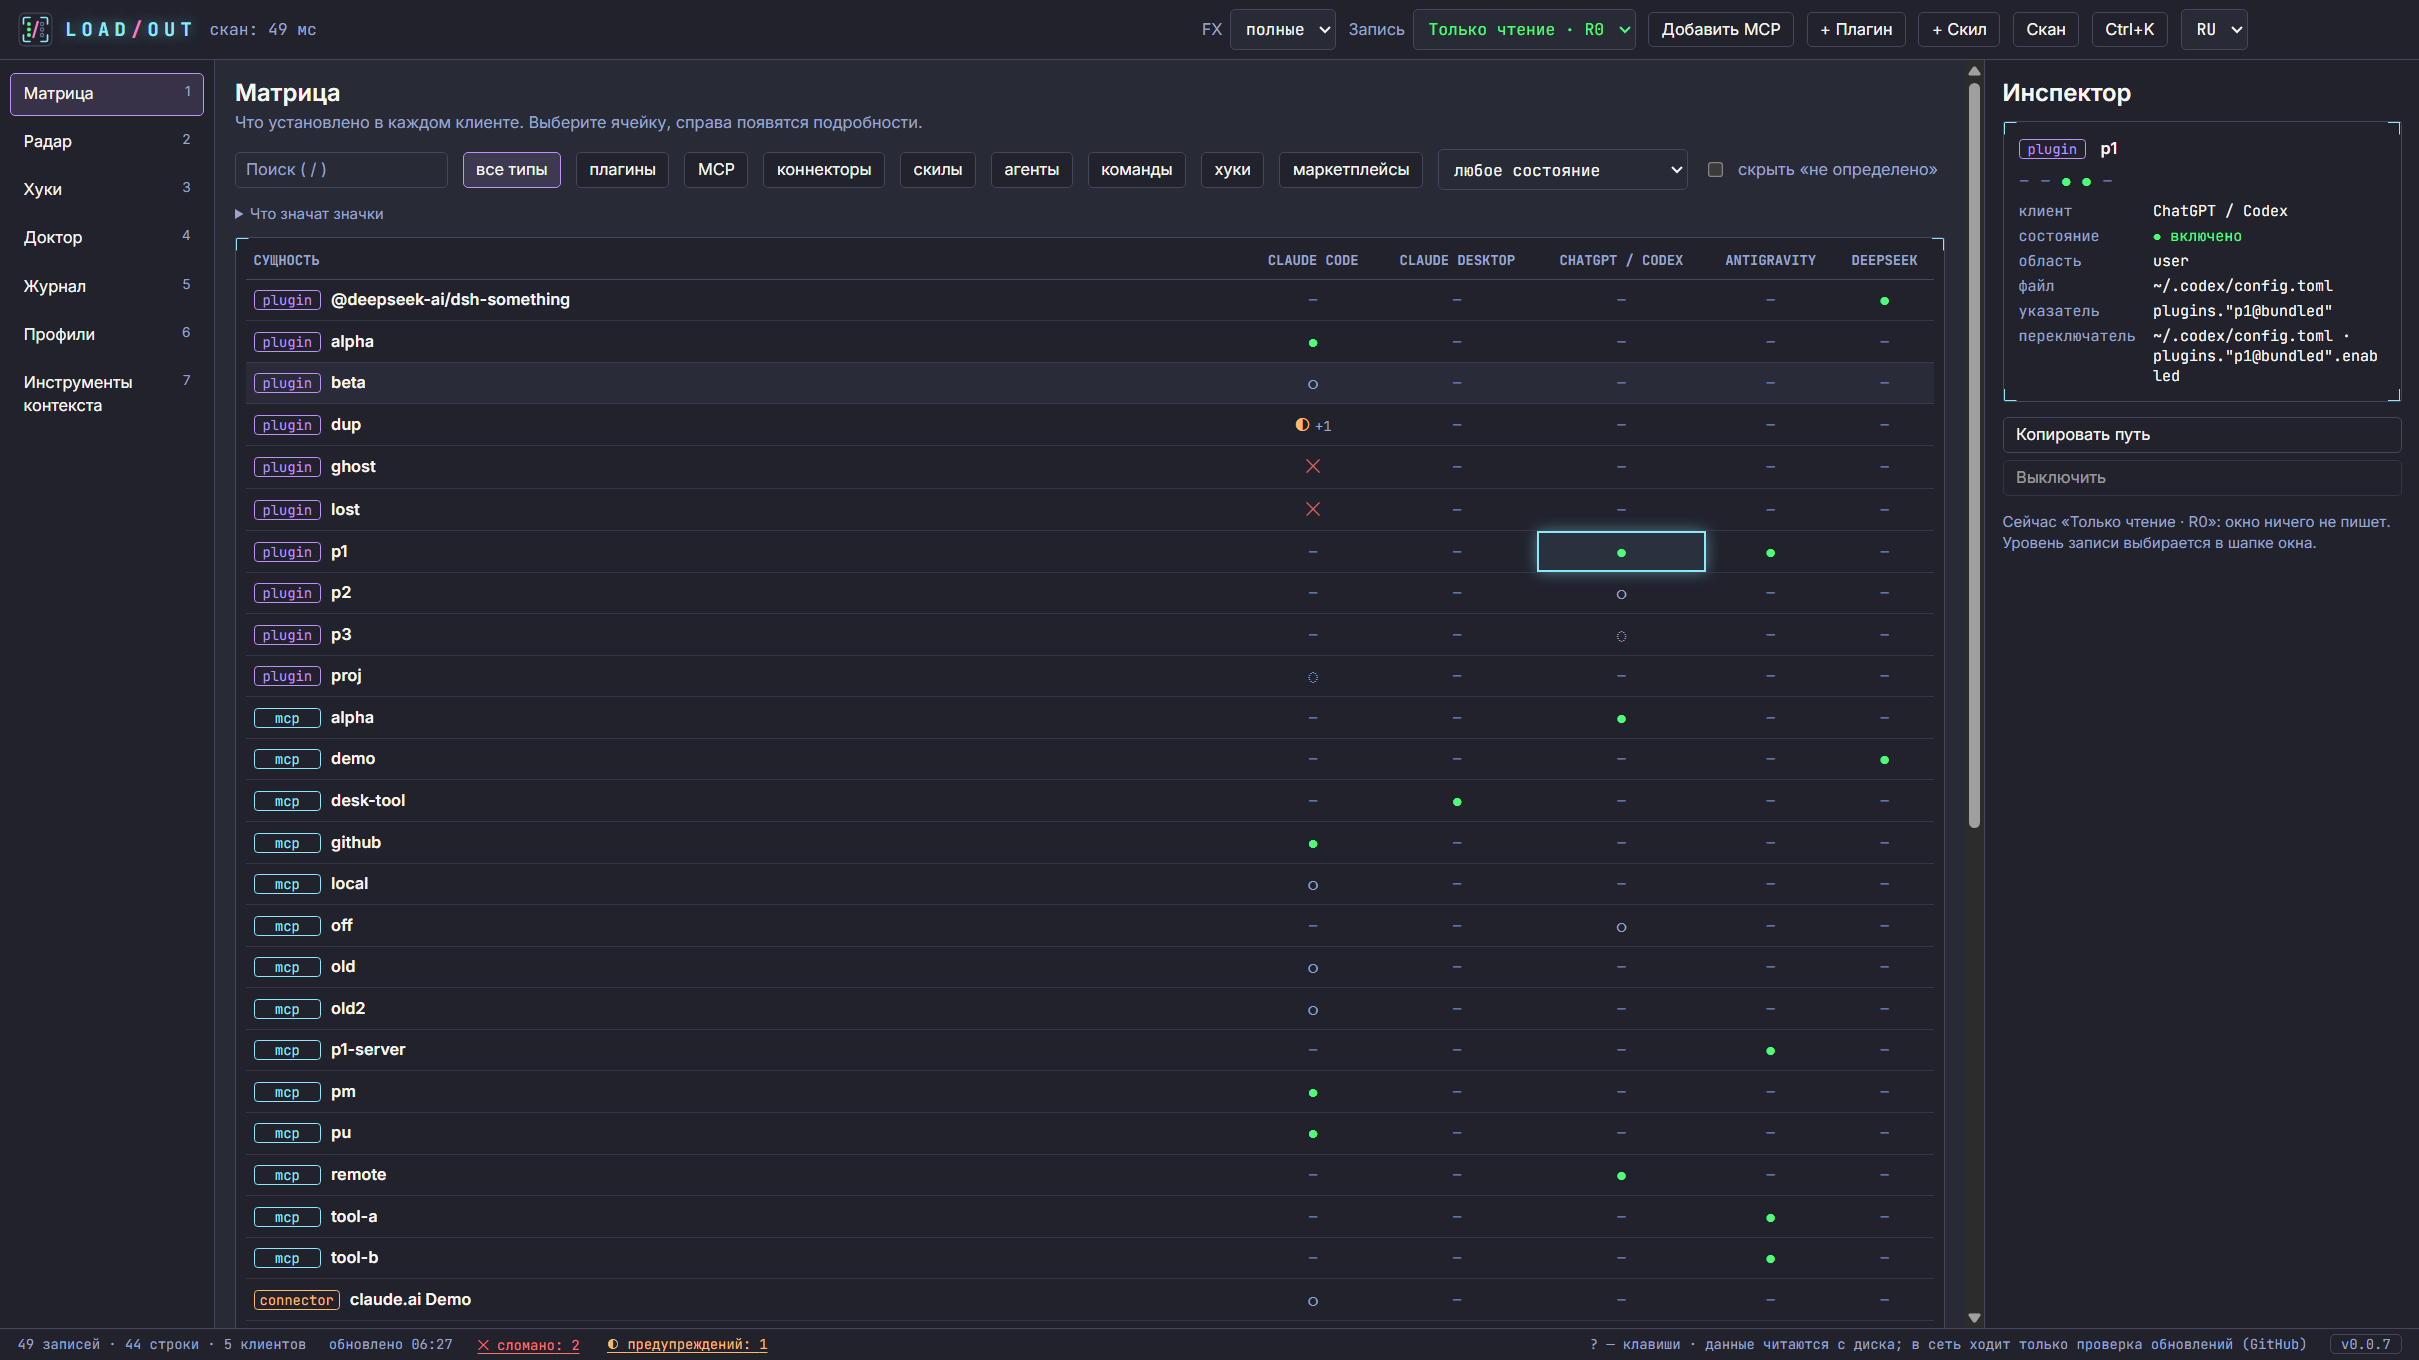 LOAD/OUT скан: 49 мс FX полные Запись Только чтение · R0 Добавить MCP + Плагин + Скил Скан Ctrl+K RU
Матрица 1
Радар 2
Хуки 3
Доктор 4
Журнал 5
Профили 6
Инструменты контекста 7
Матрица
Что установлено в каждом клиенте. Выберите ячейку, справа появятся подробности.
Поиск ( / ) все типы плагины MCP коннекторы скилы агенты команды хуки маркетплейсы любое состояние скрыть «не определено»
▶ Что значат значки
СУЩНОСТЬ CLAUDE CODE CLAUDE DESKTOP CHATGPT / CODEX ANTIGRAVITY DEEPSEEK
plugin @deepseek-ai/dsh-something – – – – ●
plugin alpha ● – – – –
plugin beta ○ – – – –
plugin dup ◐ +1 – – – –
plugin ghost ✕ – – – –
plugin lost ✕ – – – –
plugin p1 – – ● ● –
plugin p2 – – ○ – –
plugin p3 – – ◌ – –
plugin proj ◌ – – – –
mcp alpha – – ● – –
mcp demo – – – – ●
mcp desk-tool – ● – – –
mcp github ● – – – –
mcp local ○ – – – –
mcp off – – ○ – –
mcp old ○ – – – –
mcp old2 ○ – – – –
mcp p1-server – – – ● –
mcp pm ● – – – –
mcp pu ● – – – –
mcp remote – – ● – –
mcp tool-a – – – ● –
mcp tool-b – – – ● –
connector claude.ai Demo ○ – – – –
Инспектор
plugin p1
– – ● ● –
клиент ChatGPT / Codex
состояние ● включено
область user
файл ~/.codex/config.toml
указатель plugins."p1@bundled"
переключатель ~/.codex/config.toml ·
plugins."p1@bundled".enab
led
Копировать путь
Выключить
Сейчас «Только чтение · R0»: окно ничего не пишет.
Уровень записи выбирается в шапке окна.
49 записей · 44 строки · 5 клиентов обновлено 06:27 ✕ сломано: 2 ◐ предупреждений: 1 ? — клавиши · данные читаются с диска; в сеть ходит только проверка обновлений (GitHub) v0.0.7